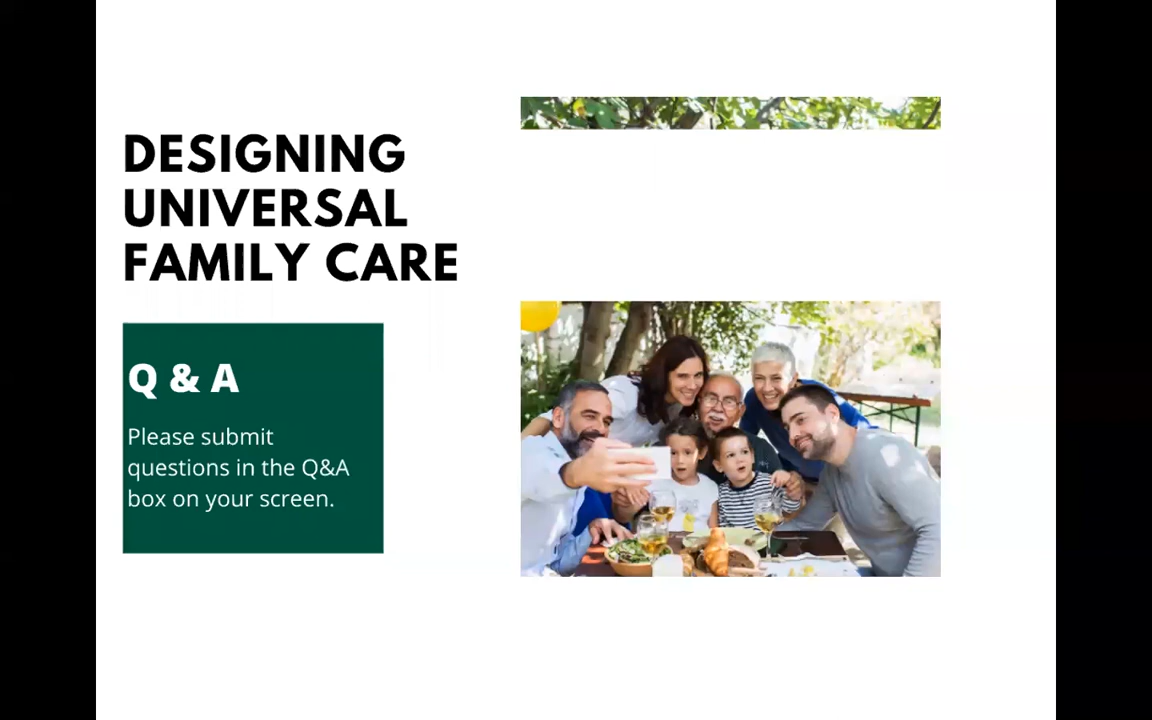 DESIGNING
UNIVERSAL
FAMILY CARE
Q & A
Please submit
questions in the Q&A
box on your screen.